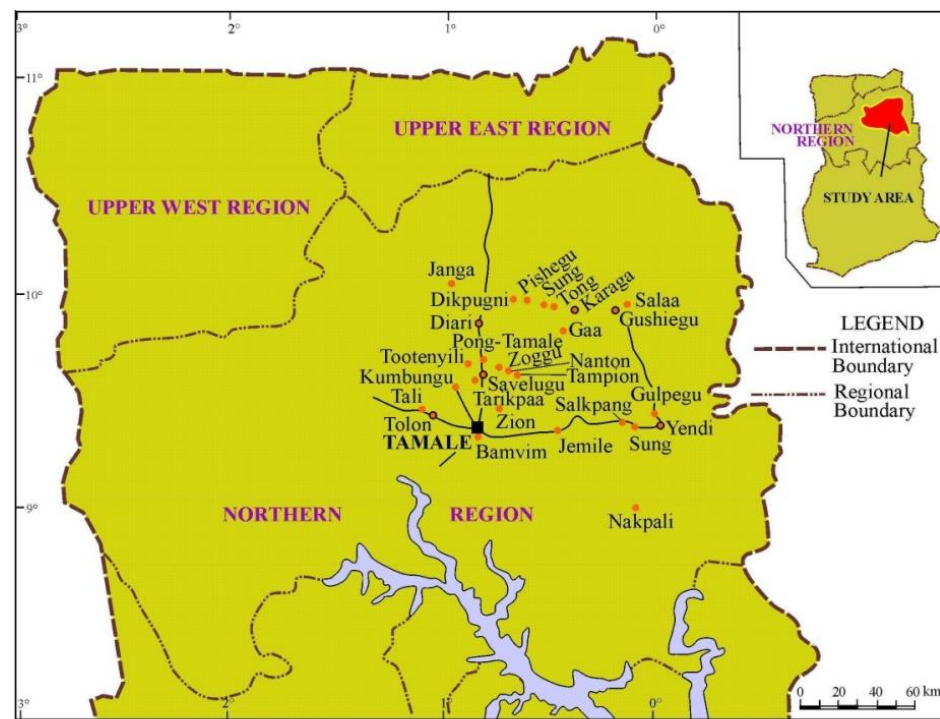 3° 2° 1° 0°
11°
UPPER EAST REGION
NORTHERN
REGION
STUDY AREA
UPPER WEST REGION
Janga
Pishegu
Sung
Tong
Karaga
10°
Dikpugni
Salaa
Gushiegu
Diari
Gaa
Pong-Tamale
Zoggu
Nanton
Tootenyili
Savelugu
Tampion
Kumbungu
Tarikpaa
Gulpegu
Tali
Salkpang
Tolon
Zion
Yendi
TAMALE
Bamvim
Jemile
Sung
9°
NORTHERN REGION
Nakpali
LEGEND
International
Boundary
Regional
Boundary
3° 2° 1° 0°
0 20 40 60 km